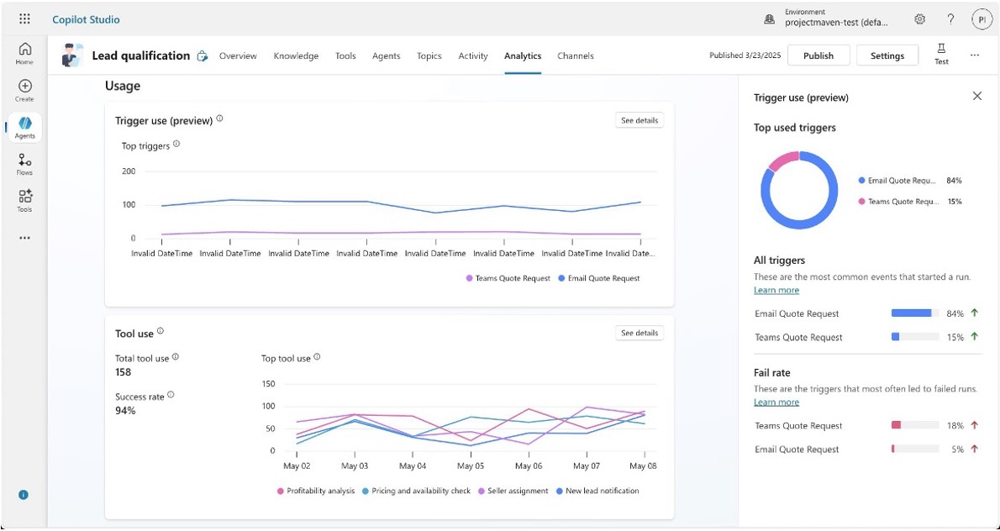 Copilot Studio
Environment
projectmaven-test (defa...
?
PI
Home
Create
Agents
Flows
Tools
...
Lead qualification
Overview
Knowledge
Tools
Agents
Topics
Activity
Analytics
Channels
Published 3/23/2025
Publish
Settings
Test
...
Usage
Trigger use (preview)
See details
Top triggers
200
100
0
Invalid DateTime Invalid DateTime Invalid DateTime Invalid DateTime Invalid DateTime Invalid DateTime Invalid DateTime Invalid Date...
Teams Quote Request Email Quote Request
Tool use
See details
Total tool use
158
Success rate
94%
Top tool use
150
100
50
0
May 02 May 03 May 04 May 05 May 06 May 07 May 08
Profitability analysis Pricing and availability check Seller assignment New lead notification
Trigger use (preview)
Top used triggers
Email Quote Requ... 84%
Teams Quote Requ... 15%
All triggers
These are the most common events that started a run.
Learn more
Email Quote Request 84%
Teams Quote Request 15%
Fail rate
These are the triggers that most often led to failed runs.
Learn more
Teams Quote Request 18%
Email Quote Request 5%